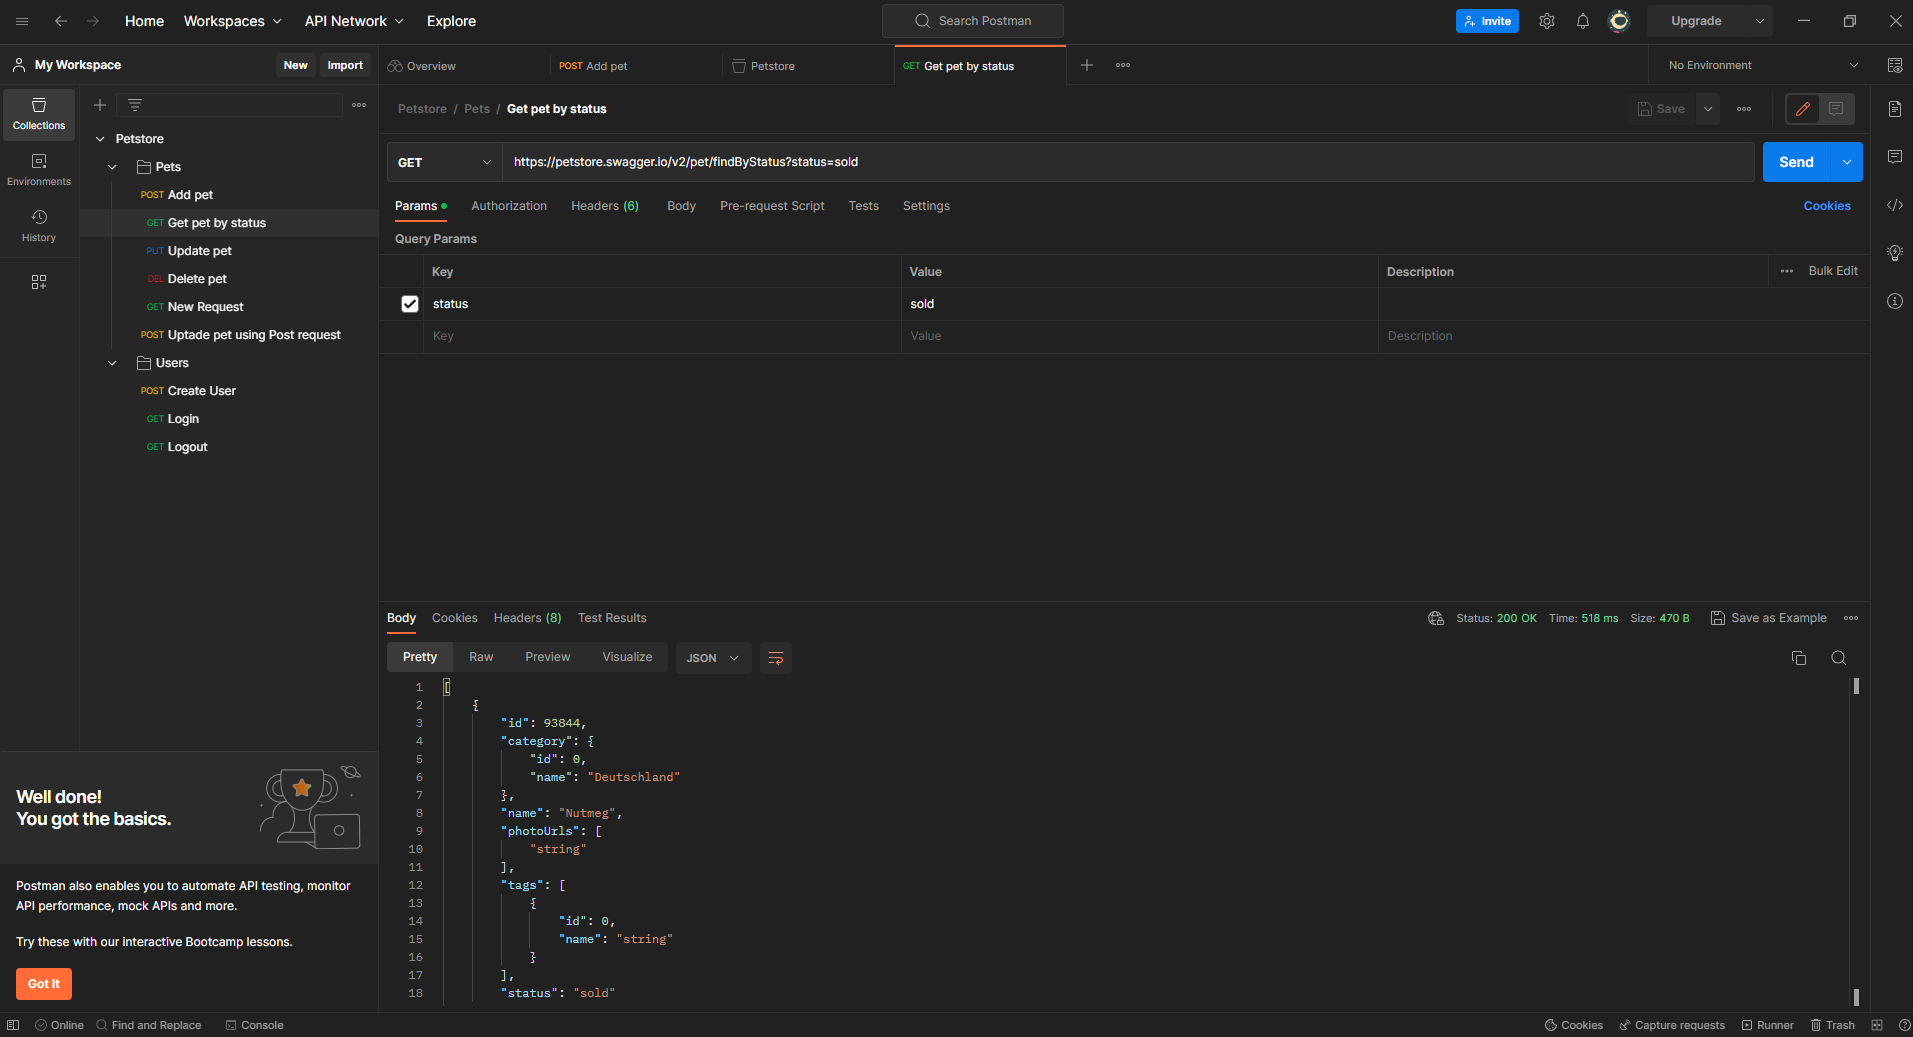 Home Workspaces API Network Explore Search Postman Invite Upgrade
My Workspace New Import Overview POST Add pet Petstore GET Get pet by status No Environment
Collections
Environments
History
Petstore
Pets
POST Add pet
GET Get pet by status
PUT Update pet
DEL Delete pet
GET New Request
POST Uptade pet using Post request
Users
POST Create User
GET Login
GET Logout
Well done!
You got the basics.
Postman also enables you to automate API testing, monitor
API performance, mock APIs and more.
Try these with our interactive Bootcamp lessons.
Got It
Petstore / Pets / Get pet by status Save
GET https://petstore.swagger.io/v2/pet/findByStatus?status=sold Send
Params Authorization Headers (6) Body Pre-request Script Tests Settings Cookies
Query Params
Key Value Description Bulk Edit
status sold
Key Value Description
Body Cookies Headers (8) Test Results Status: 200 OK Time: 518 ms Size: 470 B Save as Example
Pretty Raw Preview Visualize JSON
1 [
2 {
3 "id": 93844,
4 "category": {
5 "id": 0,
6 "name": "Deutschland"
7 },
8 "name": "Nutmeg",
9 "photoUrls": [
10 "string"
11 ],
12 "tags": [
13 {
14 "id": 0,
15 "name": "string"
16 }
17 ],
18 "status": "sold"
Online Find and Replace Console Cookies Capture requests Runner Trash